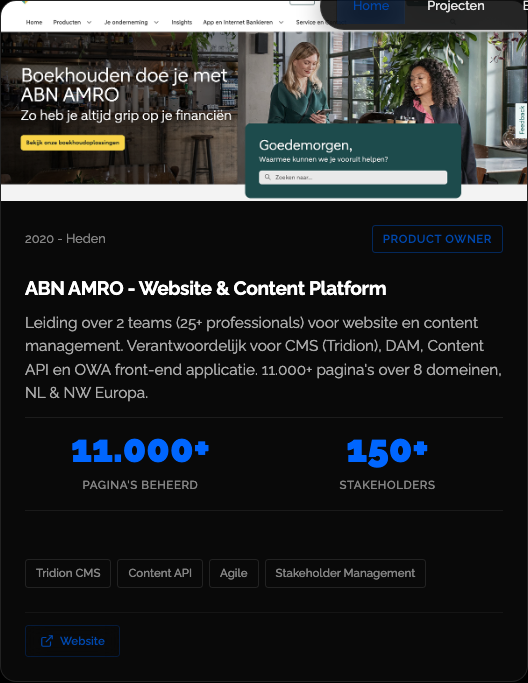 Home
Projecten
Home Producten Je onderneming Insights App en Internet Bankieren Service en
Boekhouden doe je met
ABN AMRO
Zo heb je altijd grip op je financiën
Bekijk onze boekhoudoplossingen
Feedback
Goedemorgen,
Waarmee kunnen we je vooruit helpen?
Zoeken naar...
2020 - Heden
PRODUCT OWNER
ABN AMRO - Website & Content Platform
Leiding over 2 teams (25+ professionals) voor website en content
management. Verantwoordelijk voor CMS (Tridion), DAM, Content
API en OWA front-end applicatie. 11.000+ pagina's over 8 domeinen,
NL & NW Europa.
11.000+
150+
PAGINA'S BEHEERD
STAKEHOLDERS
Tridion CMS
Content API
Agile
Stakeholder Management
Website